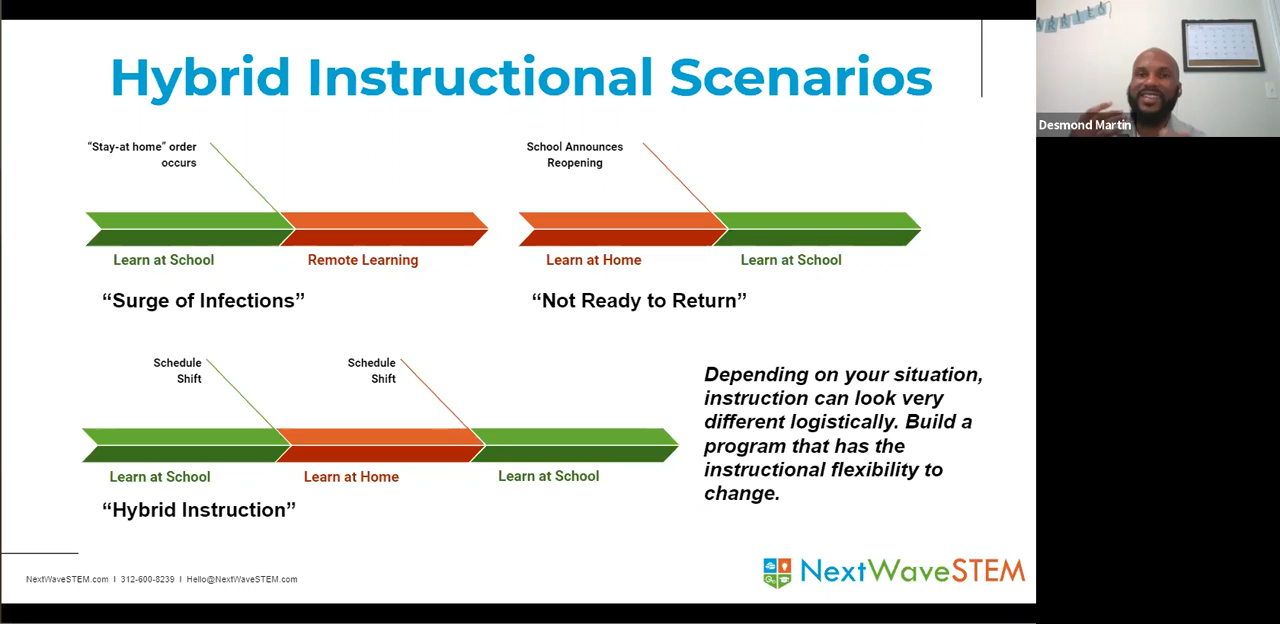 Hybrid Instructional Scenarios
“Stay-at home” order
occurs
Learn at School
Remote Learning
“Surge of Infections”
School Announces
Reopening
Learn at Home
Learn at School
“Not Ready to Return”
Schedule
Shift
Schedule
Shift
Learn at School
Learn at Home
Learn at School
“Hybrid Instruction”
Depending on your situation,
instruction can look very
different logistically. Build a
program that has the
instructional flexibility to
change.
NextWaveSTEM.com I 312-600-8239 I Hello@NextWaveSTEM.com
NextWaveSTEM
Desmond Martin